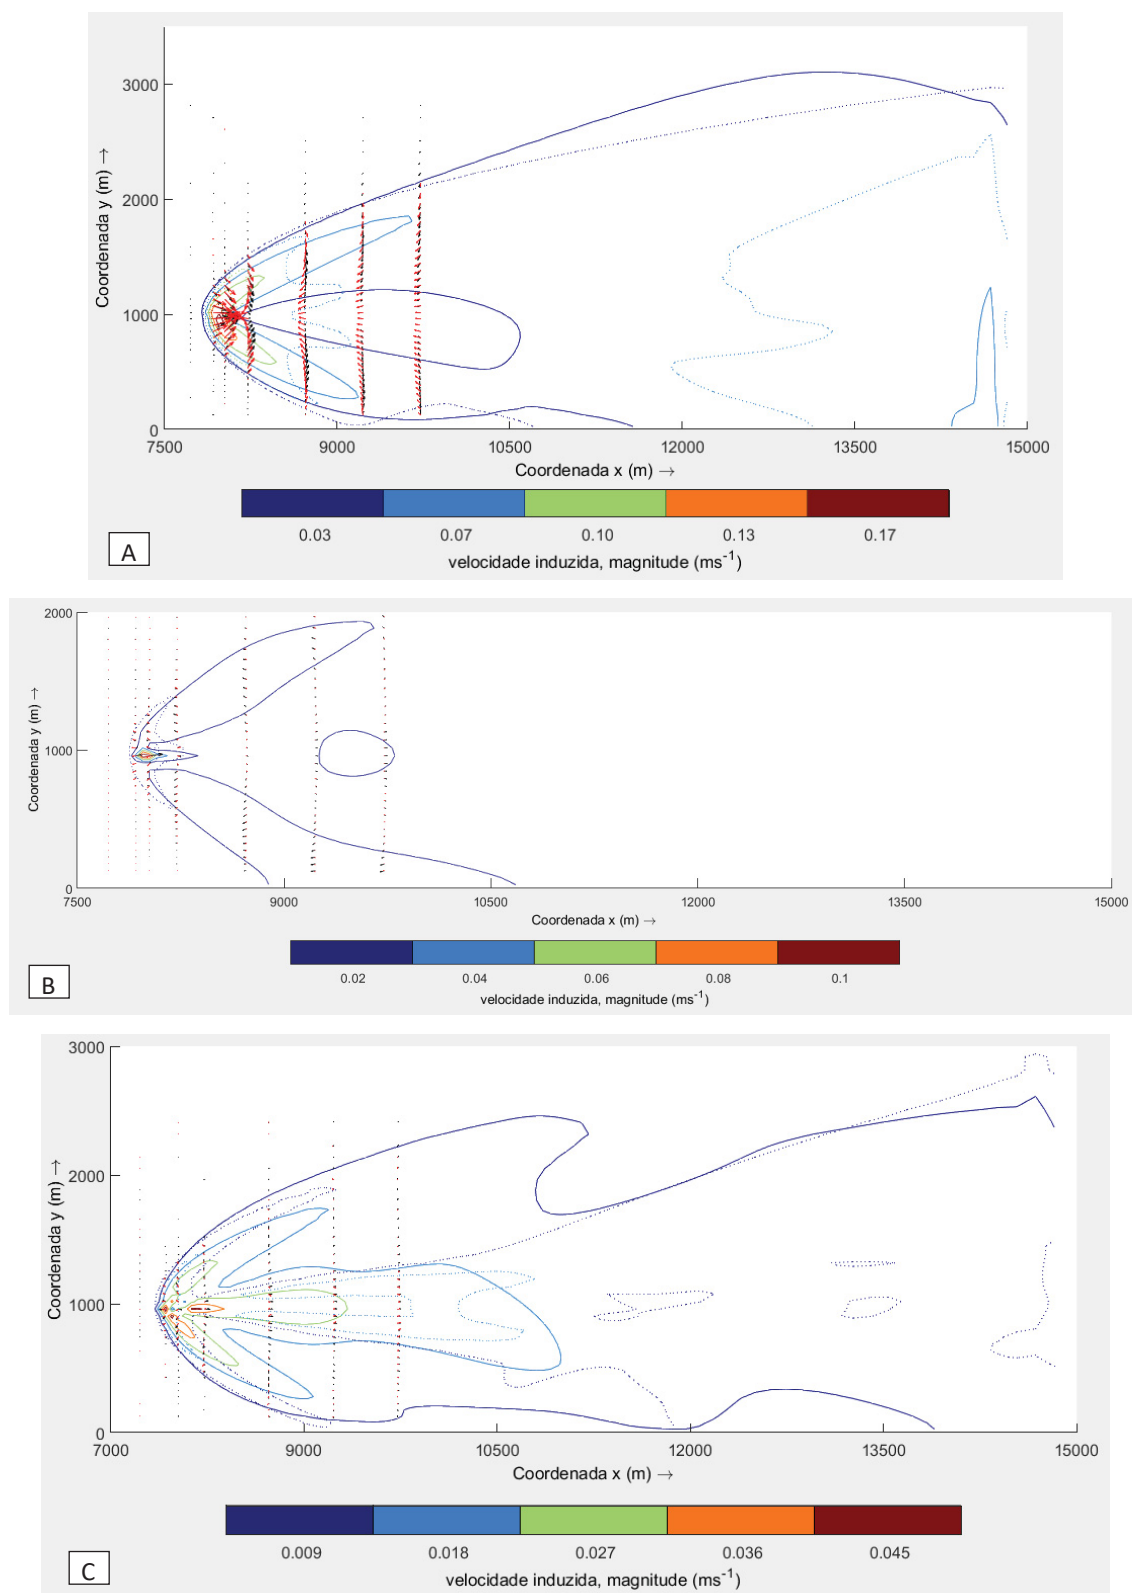 Coordenada y (m) →
3000
2000
1000
0
7500 9000 10500 12000 13500 15000
Coordenada x (m) →
0.03 0.07 0.10 0.13 0.17
velocidade induzida, magnitude (ms-1)
A
Coordenada y (m) →
2000
1000
0
7500 9000 10500 12000 13500 15000
Coordenada x (m) →
0.02 0.04 0.06 0.08 0.1
velocidade induzida, magnitude (ms-1)
B
Coordenada y (m) →
3000
2000
1000
0
7000 9000 10500 12000 13500 15000
Coordenada x (m) →
0.009 0.018 0.027 0.036 0.045
velocidade induzida, magnitude (ms-1)
C